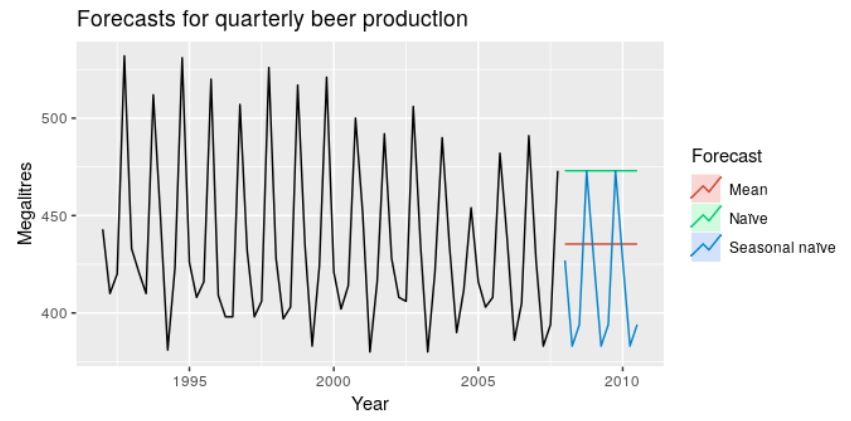 Forecasts for quarterly beer production
500
450
400
Megalitres
1995
2000
2005
2010
Year
Forecast
Mean
Naïve
Seasonal naïve